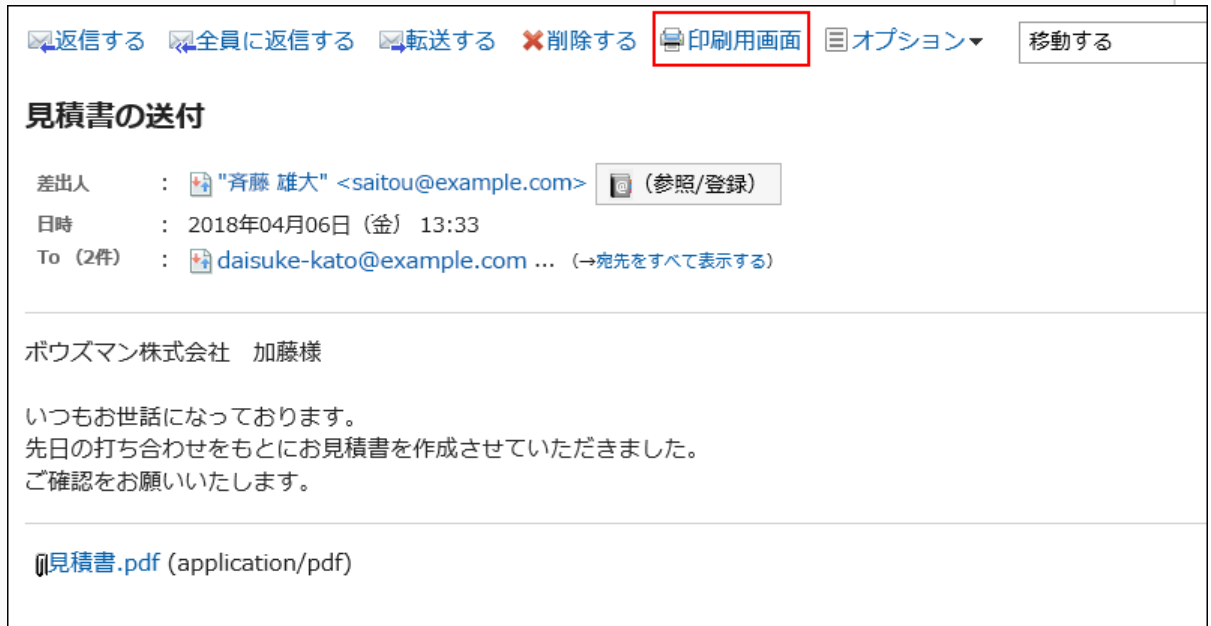 返信する 全員に返信する 転送する 削除する 印刷用画面 オプション 移動する
見積書の送付
差出人 : "斉藤 雄大" <saitou@example.com> (参照/登録)
日時 : 2018年04月06日（金） 13:33
To （2件） : daisuke-kato@example.com ... （→宛先をすべて表示する）
ボウズマン株式会社　加藤様
いつもお世話になっております。
先日の打ち合わせをもとにお見積書を作成させていただきました。
ご確認をお願いいたします。
見積書.pdf (application/pdf)